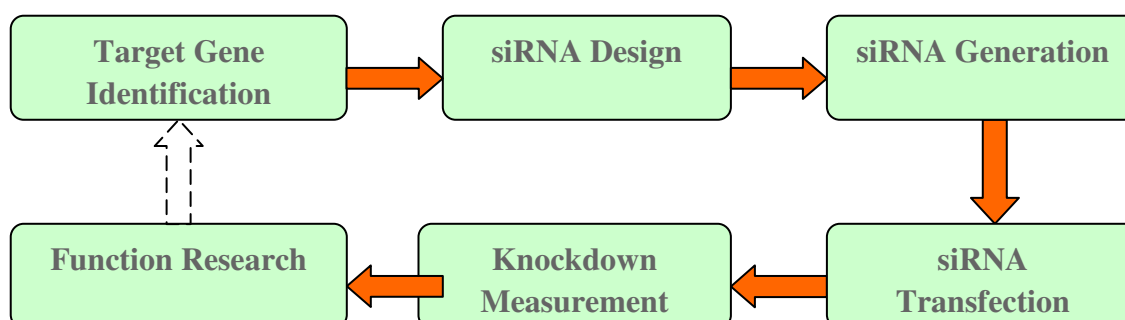 Target Gene
Identification
siRNA Design
siRNA Generation
Function Research
Knockdown
Measurement
siRNA
Transfection